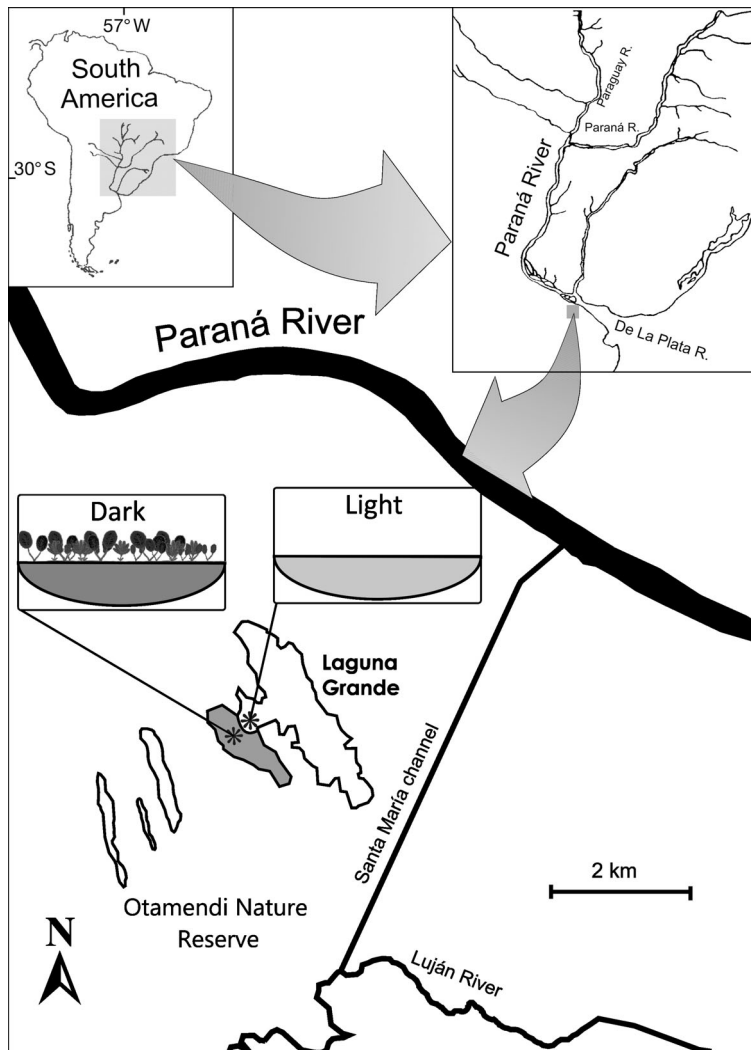 57° W
South
America
30° S
Paraguay R.
Paraná R.
Paraná River
De La Plata R.
Paraná River
Dark
Light
Laguna
Grande
Santa María channel
2 km
Otamendi Nature
Reserve
N
Luján River